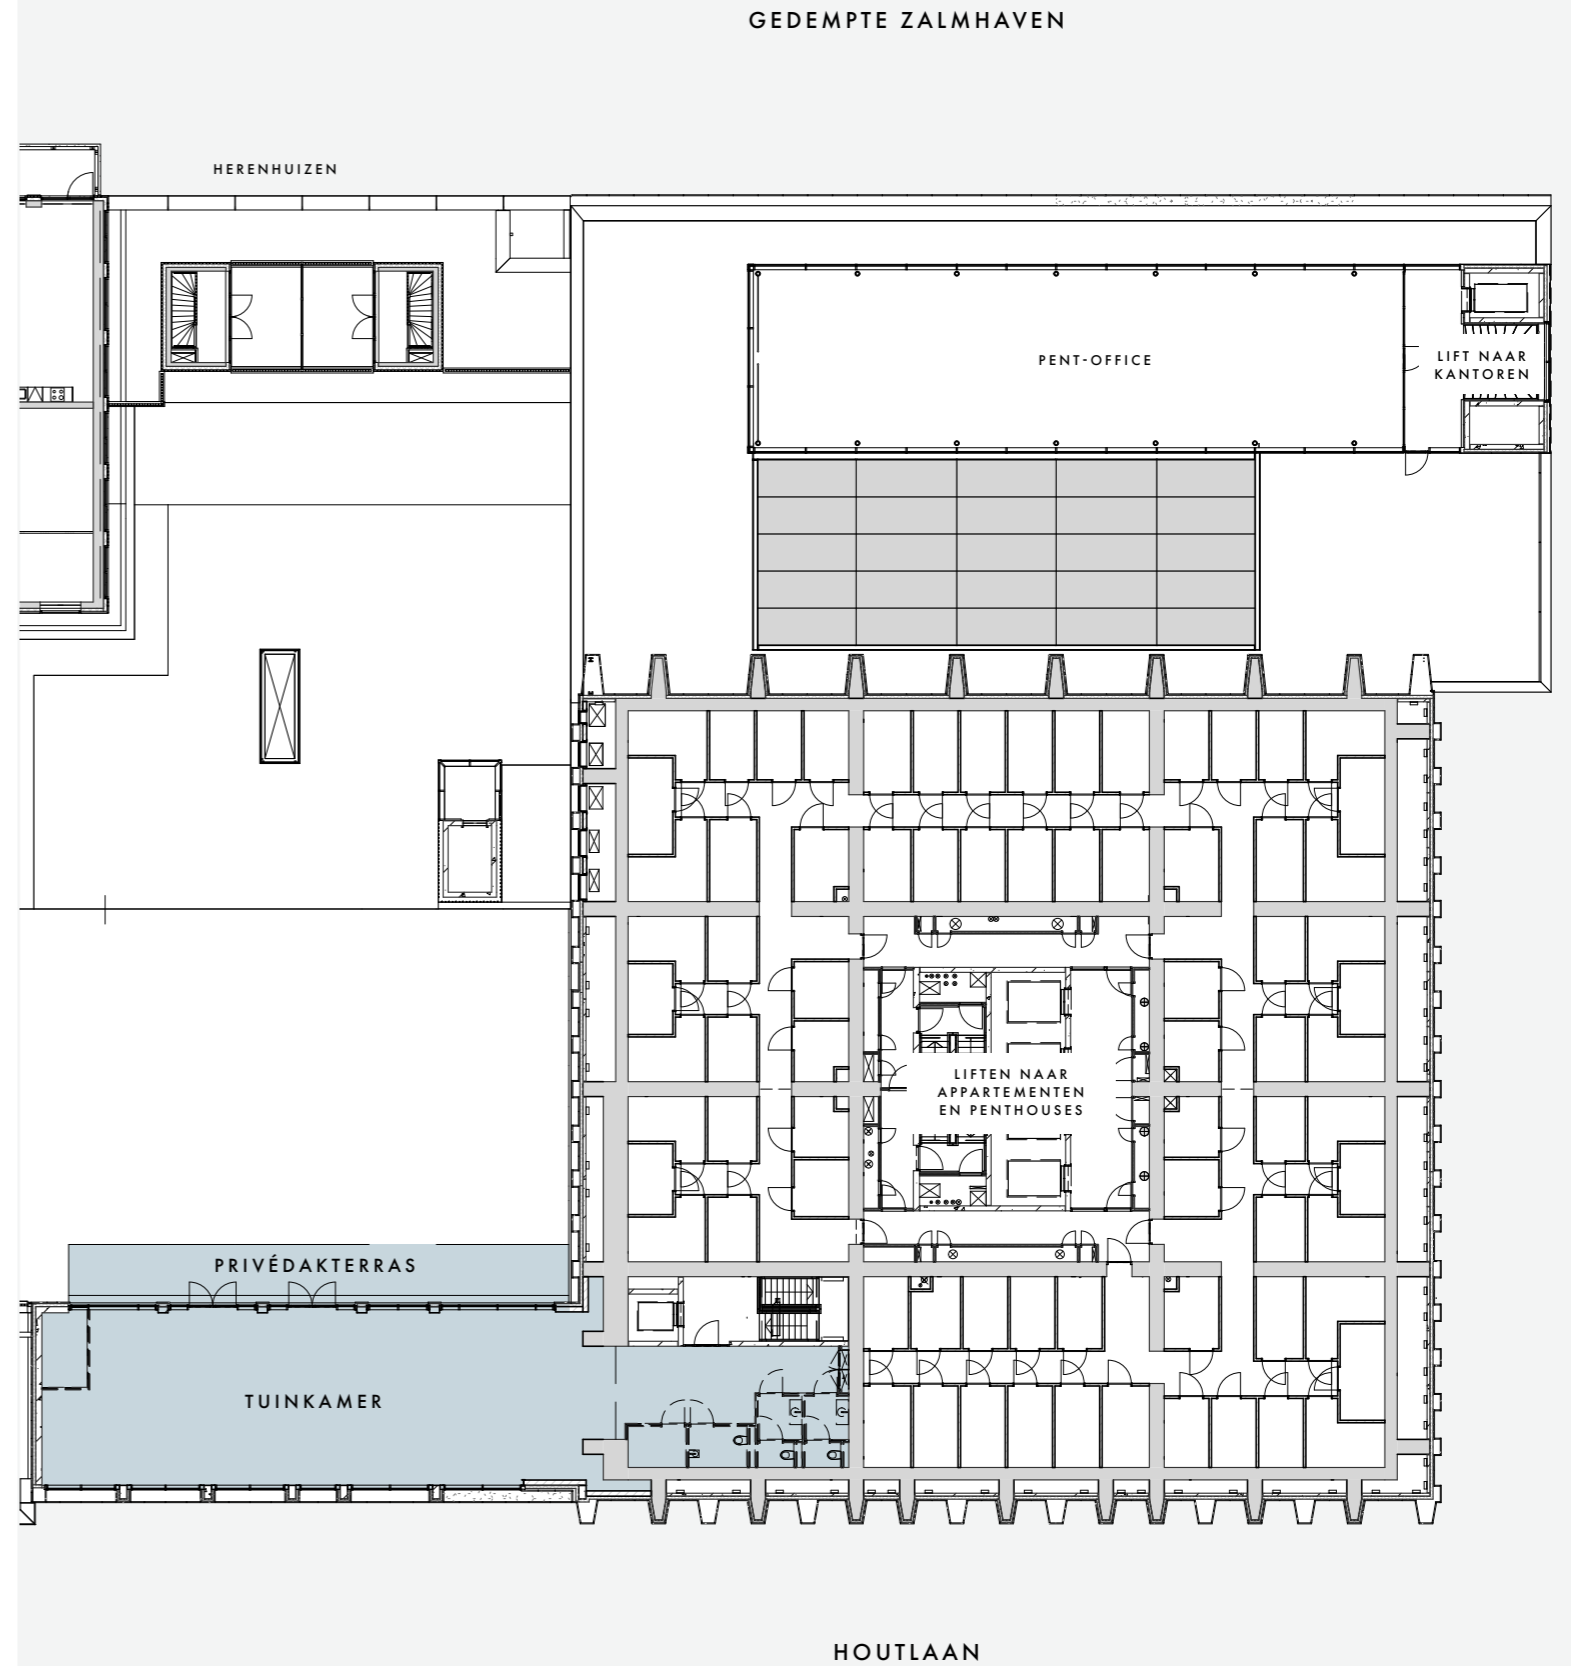 GEDEMPTE ZALMHAVEN
HERENHUIZEN
PENT-OFFICE
LIFT NAAR
KANTOREN
LIFTEN NAAR
APPARTEMENTEN
EN PENTHOUSES
PRIVÉDAKTERRAS
TUINKAMER
HOUTLAAN